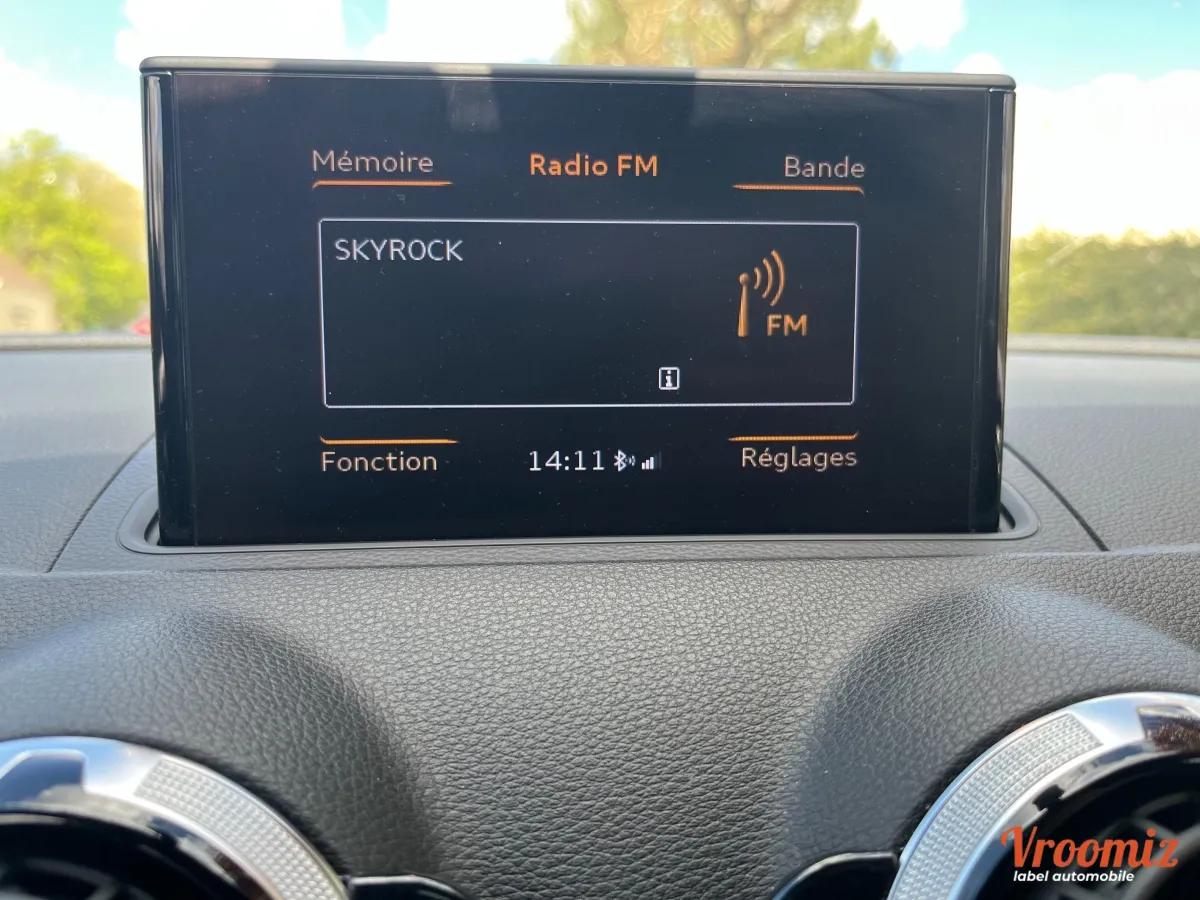 Mémoire
Radio FM
Bande
SKYROCK
FM
i
Fonction
14:11
Réglages
Vroomiz
label automobile